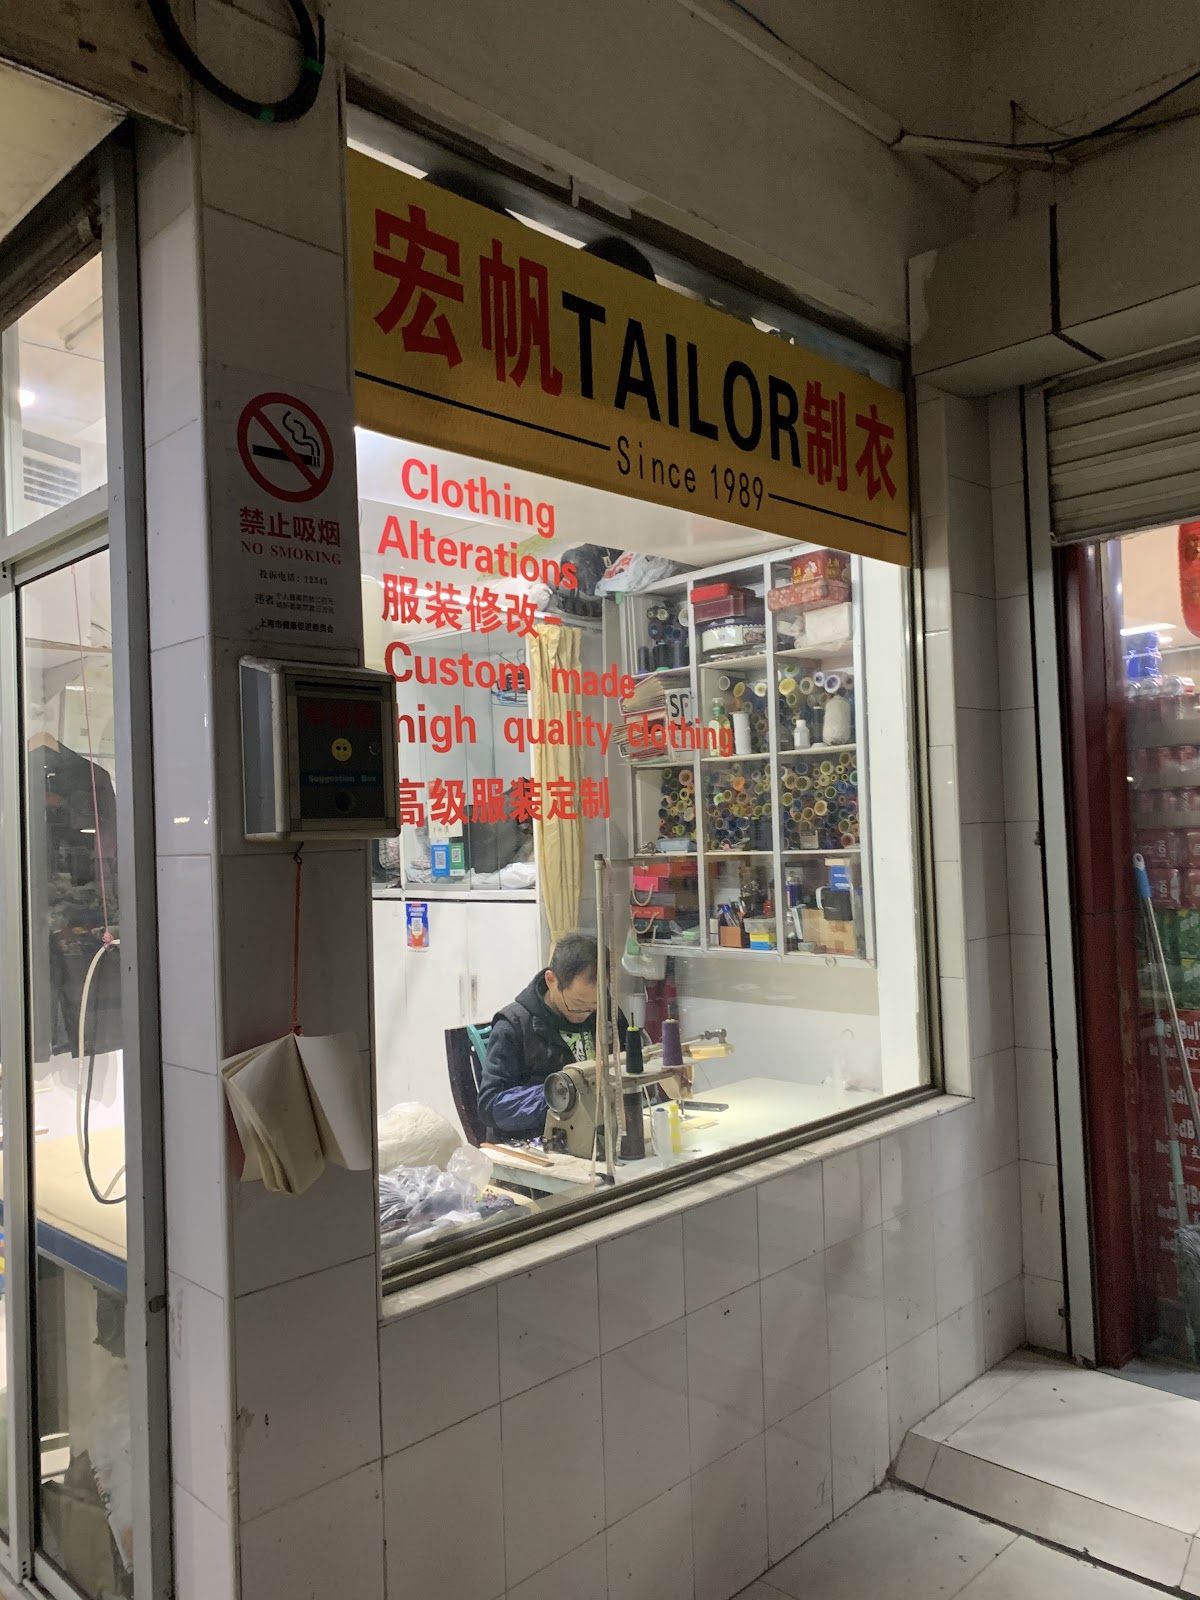 宏帆TAILOR制衣
Since 1989
Clothing
Alterations
服装修改-
Custom made
high quality clothing
高级服装定制
禁止吸烟
NO SMOKING
投诉电话：12345
违者
上海市健康促进委员会
Suggestion Box